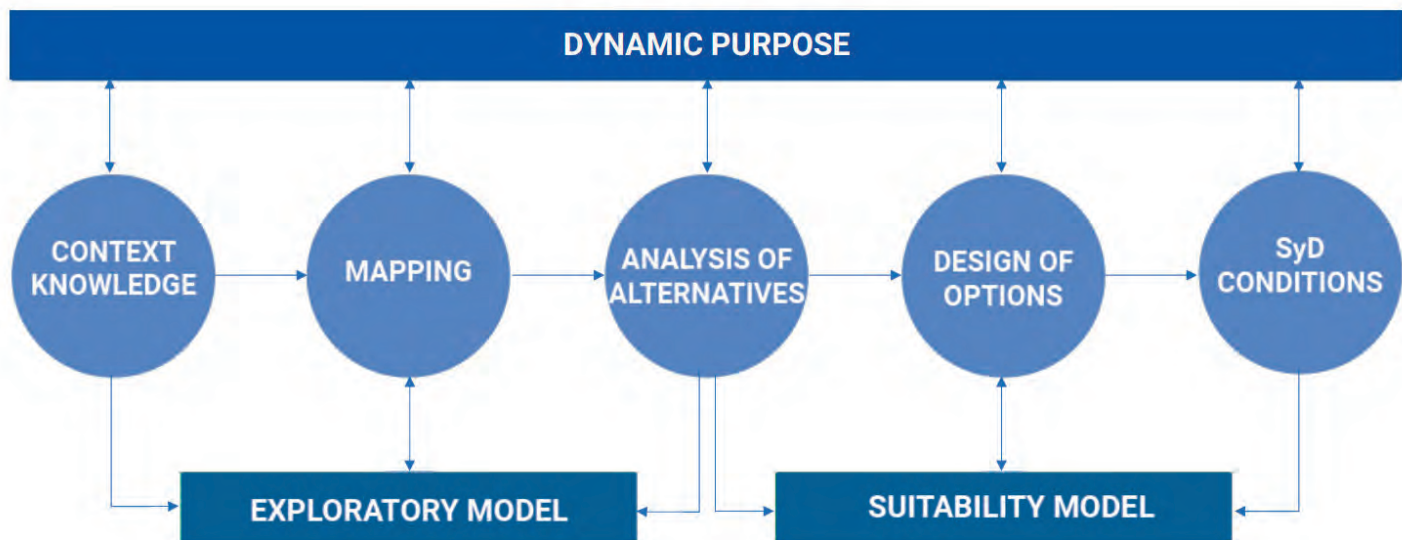 DYNAMIC PURPOSE
CONTEXT
KNOWLEDGE
MAPPING
ANALYSIS OF
ALTERNATIVES
DESIGN OF
OPTIONS
SyD
CONDITIONS
EXPLORATORY MODEL
SUITABILITY MODEL